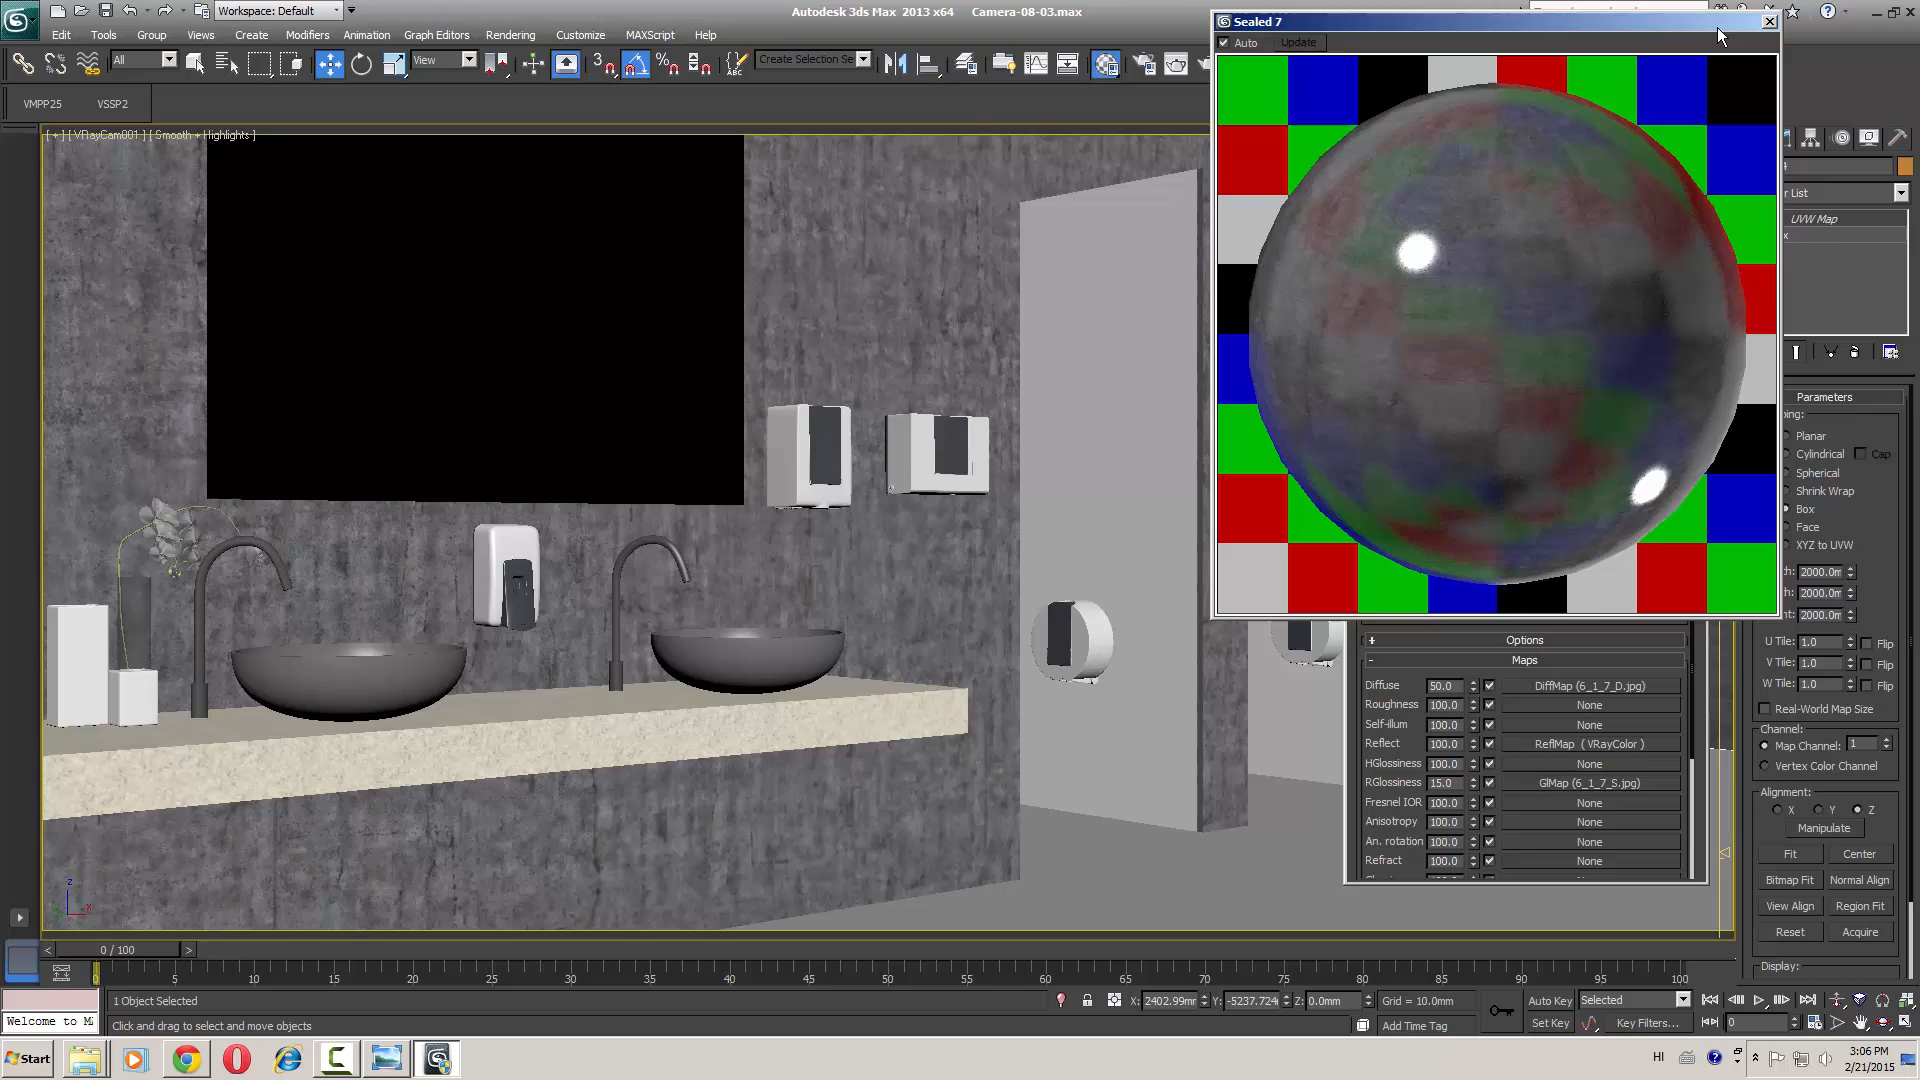 Workspace: Default
Autodesk 3ds Max 2013 x64 Camera-08-03.max
Edit Tools Group Views Create Modifiers Animation Graph Editors Rendering Customize MAXScript Help
All
View
3
Create Selection Se
VMPP25 VSSP2
[ + ] [ VRayCam001 ] [ Smooth + Highlights ]
Sealed 7
Auto Update
r List
UVW Map
Parameters
Planar
Cylindrical Cap
Spherical
Shrink Wrap
Box
Face
XYZ to UVW
2000.0m
2000.0m
2000.0m
U Tile: 1.0 Flip
V Tile: 1.0 Flip
W Tile: 1.0 Flip
Real-World Map Size
Channel:
Map Channel: 1
Vertex Color Channel
Alignment:
X Y Z
Manipulate
Fit Center
Bitmap Fit Normal Align
View Align Region Fit
Reset Acquire
Display:
+ Options
- Maps
Diffuse 50.0 DiffMap (6_1_7_D.jpg)
Roughness 100.0 None
Self-illum 100.0 None
Reflect 100.0 ReflMap ( VRayColor )
HGlossiness 100.0 None
RGlossiness 15.0 GlMap (6_1_7_S.jpg)
Fresnel IOR 100.0 None
Anisotropy 100.0 None
An. rotation 100.0 None
Refract 100.0 None
z
x
< 0 / 100 >
0 5 10 15 20 25 30 35 40 45 50 55 60 65 70 75 80 85 90 95 100
1 Object Selected
X: 2402.99mr Y: -5237.724r Z: 0.0mm Grid = 10.0mm
Auto Key Selected
Welcome to M
Click and drag to select and move objects
Add Time Tag
Set Key Key Filters... 0
Start
HI
3:06 PM
2/21/2015